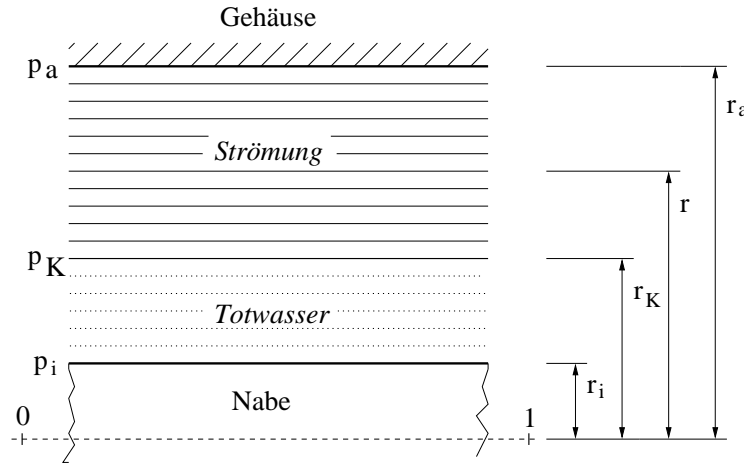 Gehäuse
p a
r a
Strömung
r
p K
r K
Totwasser
p i
r i
Nabe
0
1